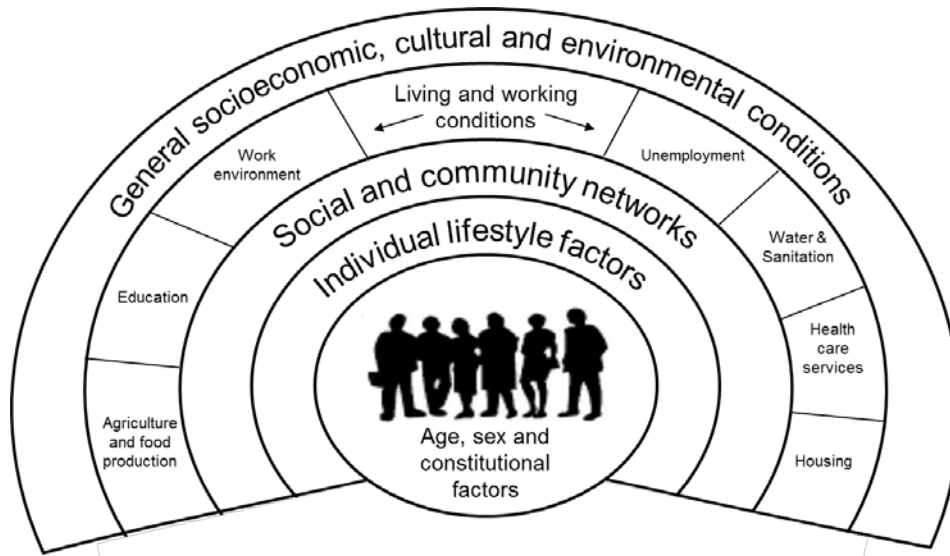 General socioeconomic, cultural and environmental conditions
Living and working
conditions
Work
environment
Unemployment
Education
Water &
Sanitation
Agriculture
and food
production
Health
care
services
Housing
Social and community networks
Individual lifestyle factors
Age, sex and
constitutional
factors